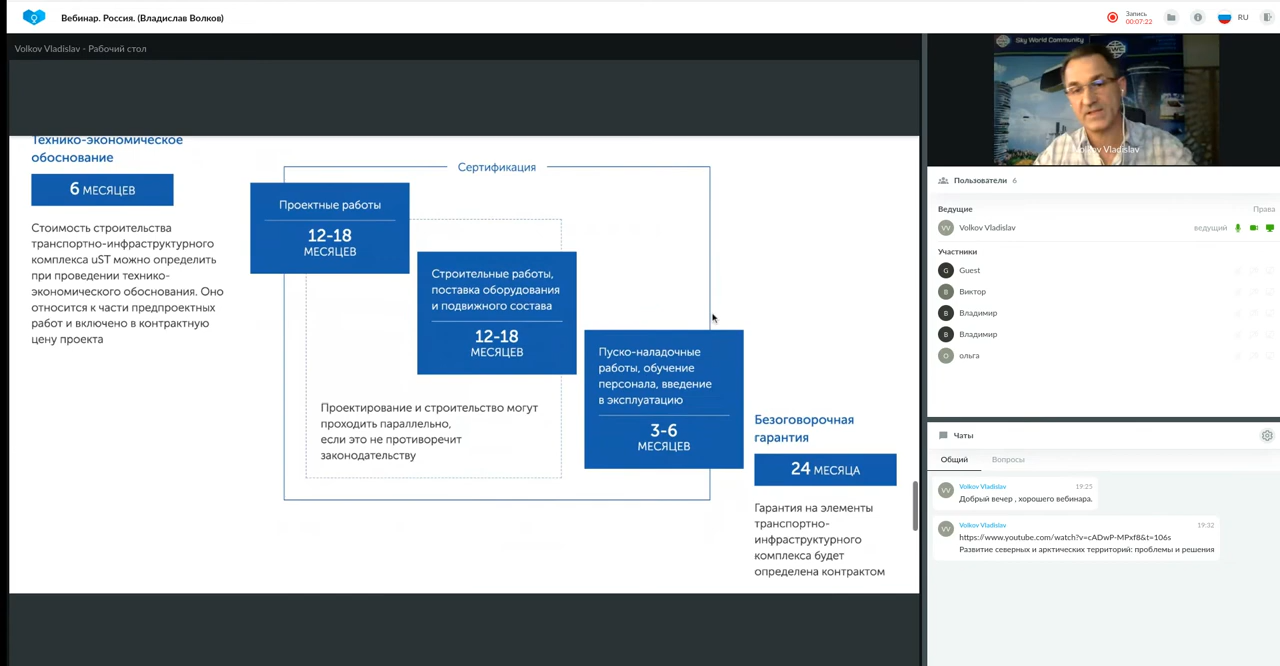 Вебинар. Россия. (Владислав Волков)
Запись
00:07:22
RU
Volkov Vladislav - Рабочий стол
Технико-экономическое
обоснование
6 МЕСЯЦЕВ
Стоимость строительства
транспортно-инфраструктурного
комплекса uST можно определить
при проведении технико-
экономического обоснования. Оно
относится к части предпроектных
работ и включено в контрактную
цену проекта
Сертификация
Проектные работы
12-18
МЕСЯЦЕВ
Строительные работы,
поставка оборудования
и подвижного состава
12-18
МЕСЯЦЕВ
Пуско-наладочные
работы, обучение
персонала, введение
в эксплуатацию
3-6
МЕСЯЦЕВ
Проектирование и строительство могут
проходить параллельно,
если это не противоречит
законодательству
Безоговорочная
гарантия
24 МЕСЯЦА
Гарантия на элементы
транспортно-
инфраструктурного
комплекса будет
определена контрактом
Sky World Community
Volkov Vladislav
Пользователи 6
Ведущие Права
VV Volkov Vladislav ведущий
Участники
G Guest
В Виктор
В Владимир
В Владимир
О ольга
Чаты
Общий Вопросы
VV Volkov Vladislav 19:25
Добрый вечер , хорошего вебинара.
VV Volkov Vladislav 19:32
https://www.youtube.com/watch?v=cADwP-MPxf8&t=106s
Развитие северных и арктических территорий: проблемы и решения